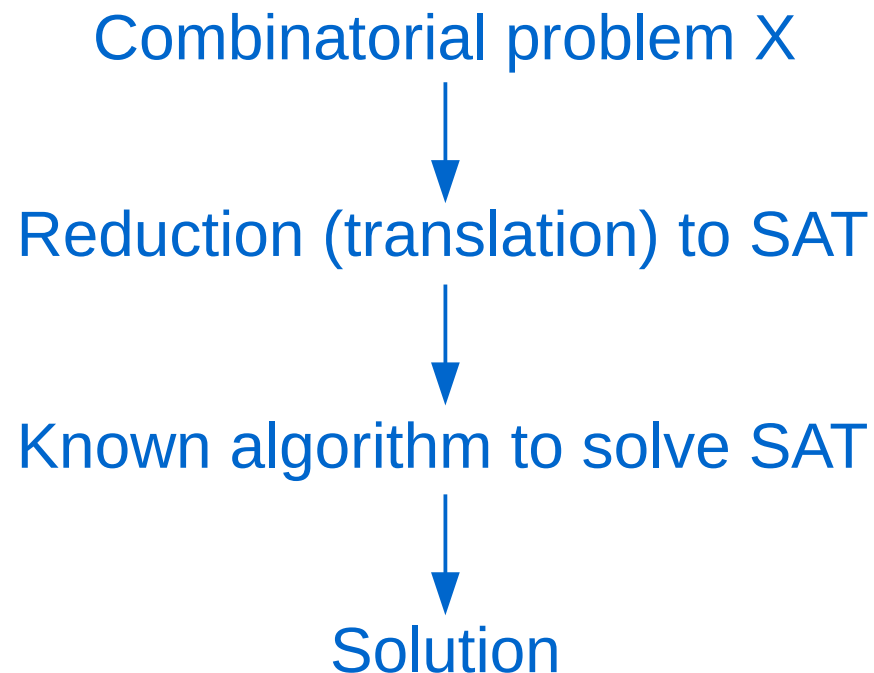 Combinatorial problem X
Reduction (translation) to SAT
Known algorithm to solve SAT
Solution